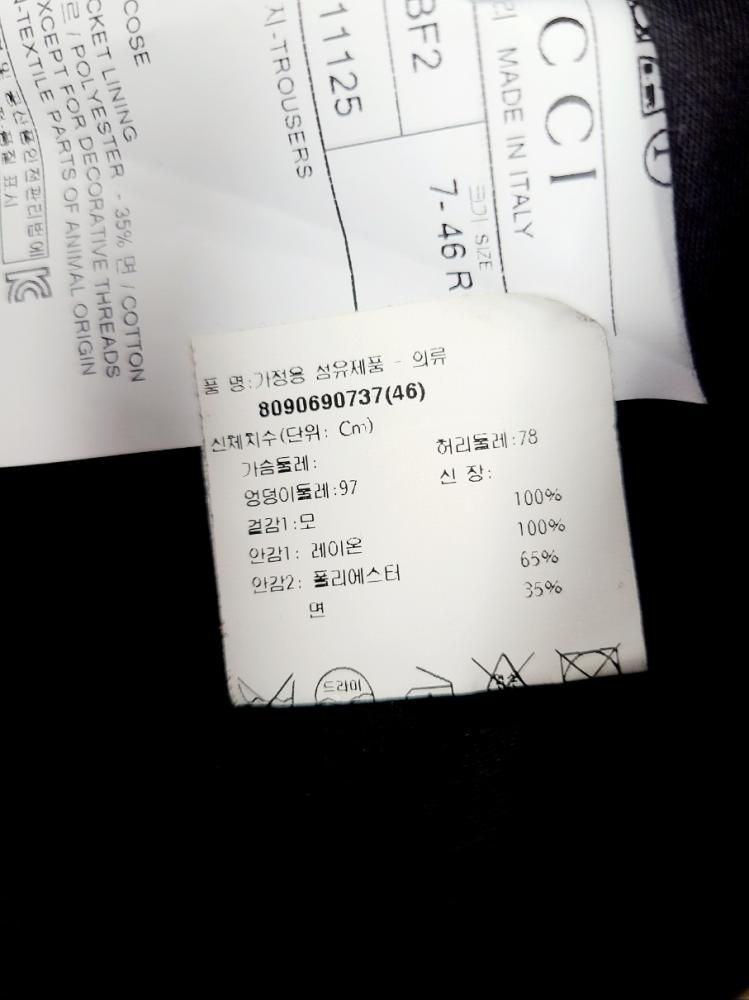 CCI
MADE IN ITALY
BF2
크기 SIZE
7- 46 R
11125
지-TROUSERS
COSE
CKET LINING
/ POLYESTER - 35% 면 / COTTON
XCEPT FOR DECORATIVE THREADS
-TEXTILE PARTS OF ANIMAL ORIGIN
품 명:가정용 섬유제품 - 의류
8090690737(46)
신체치수(단위: Cm)
가슴둘레:
허리둘레:78
엉덩이둘레:97
신 장:
겉감1:모 100%
안감1: 레이온 100%
안감2: 폴리에스터 65%
면 35%
드라이